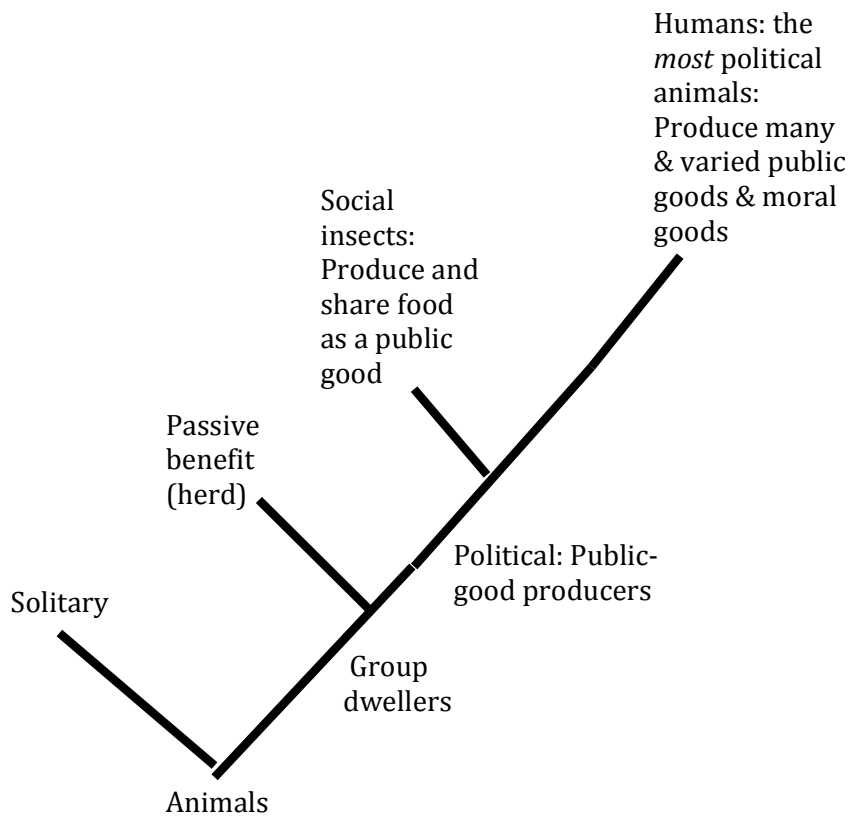 Humans: the
most political
animals:
Produce many
& varied public
goods & moral
goods
Social
insects:
Produce and
share food
as a public
good
Passive
benefit
(herd)
Political: Public-
good producers
Solitary
Group
dwellers
Animals